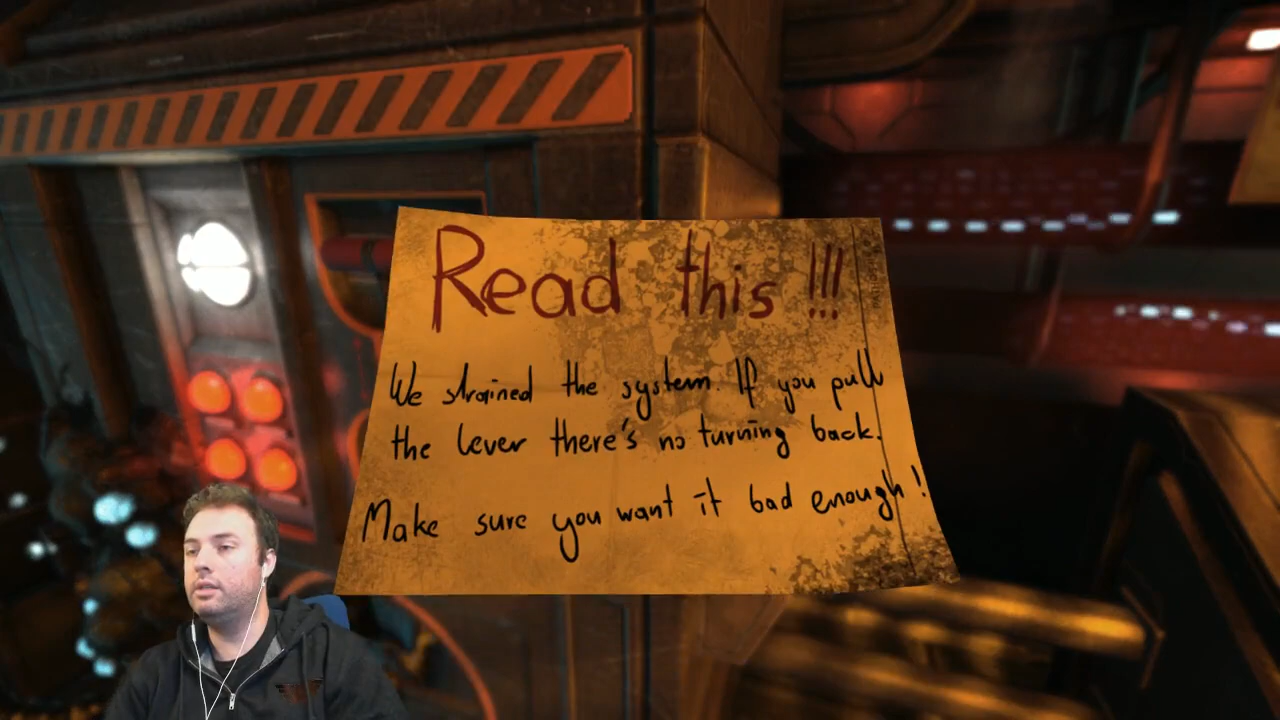 Read this!!!
We strained the system. If you pull
the lever there's no turning back.
Make sure you want it bad enough!